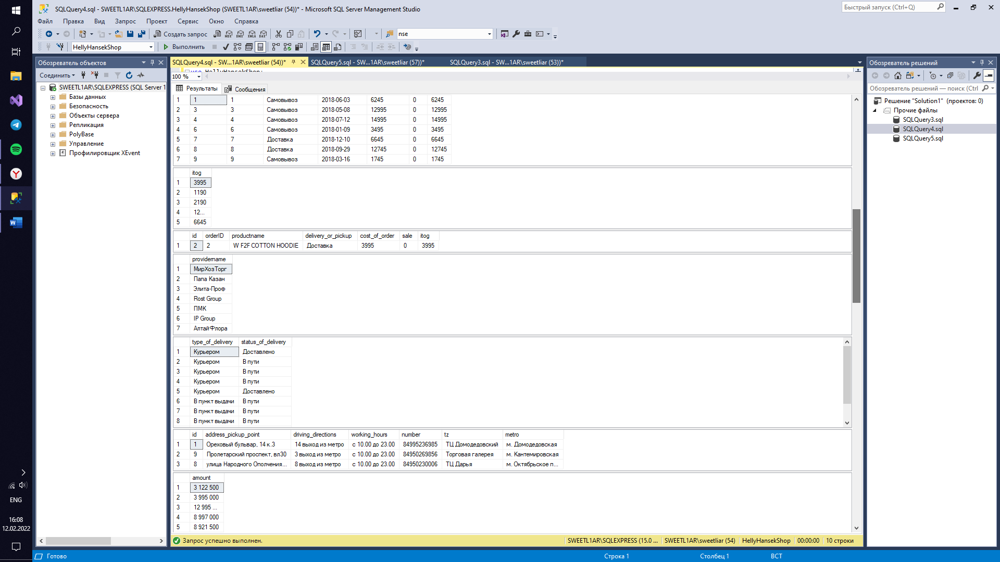 SQLQuery4.sql - SWEETL1AR\SQLEXPRESS.HellyHansekShop (SWEETL1AR\sweetliar (54))* - Microsoft SQL Server Management Studio
Быстрый запуск (Ctrl+Q)
Файл Правка Вид Запрос Проект Сервис Окно Справка
Создать запрос MDX DMX XMLA DAX nse
HellyHansekShop Выполнить
Обозреватель объектов
Соединить
SWEETL1AR\SQLEXPRESS (SQL Server 1
Базы данных
Безопасность
Объекты сервера
Репликация
PolyBase
Управление
Профилировщик XEvent
SQLQuery4.sql - SW...1AR\sweetliar (54))* SQLQuery5.sql - SW...1AR\sweetliar (57))* SQLQuery3.sql - SW...1AR\sweetliar (53))*
use HellyHansekShop;
100 %
Результаты Сообщения
1 1 1 Самовывоз 2018-06-03 6245 0 6245
2 3 3 Самовывоз 2018-05-08 12995 0 12995
3 4 4 Самовывоз 2018-07-12 14995 0 14995
4 6 6 Самовывоз 2018-01-09 3495 0 3495
5 7 7 Доставка 2018-12-10 6645 0 6645
6 8 8 Доставка 2018-09-29 12745 0 12745
7 9 9 Самовывоз 2018-03-16 1745 0 1745
itog
1 3995
2 1190
3 2190
4 12...
5 6645
id orderID productname delivery_or_pickup cost_of_order sale itog
1 2 2 W F2F COTTON HOODIE Доставка 3995 0 3995
providername
1 МирХозТорг
2 Папа Казан
3 Элита-Проф
4 Rost Group
5 ПМК
6 IP Group
7 АлтайФлора
type_of_delivery status_of_delivery
1 Курьером Доставлено
2 Курьером В пути
3 Курьером В пути
4 Курьером В пути
5 Курьером Доставлено
6 В пункт выдачи В пути
7 В пункт выдачи В пути
8 В пункт выдачи В пути
id address_pickup_point driving_directions working_hours number tz metro
1 1 Ореховый бульвар, 14 к.3 14 выход из метро с 10.00 до 23.00 84995236985 ТЦ Домодедовский м. Домодедовская
2 9 Пролетарский проспект, вл30 3 выход из метро с 10.00 до 23.00 84950269856 Торговая галерея м. Кантемировская
3 8 улица Народного Ополчения... 8 выход из метро с 10.00 до 23.00 84950230006 ТЦ Дарья м. Октябрьское п...
amount
1 3 122 500
2 3 995 000
3 12 995 ...
4 8 997 000
5 8 921 500
Запрос успешно выполнен. SWEETL1AR\SQLEXPRESS (15.0 ... SWEETL1AR\sweetliar (54) HellyHansekShop 00:00:00 10 строки
Обозреватель решений
Обозреватель решений — поиск (Ctrl
Решение "Solution1" (проектов: 0)
Прочие файлы
SQLQuery3.sql
SQLQuery4.sql
SQLQuery5.sql
ENG
16:08
12.02.2022
Готово Строка 1 Столбец 1 ВСТ